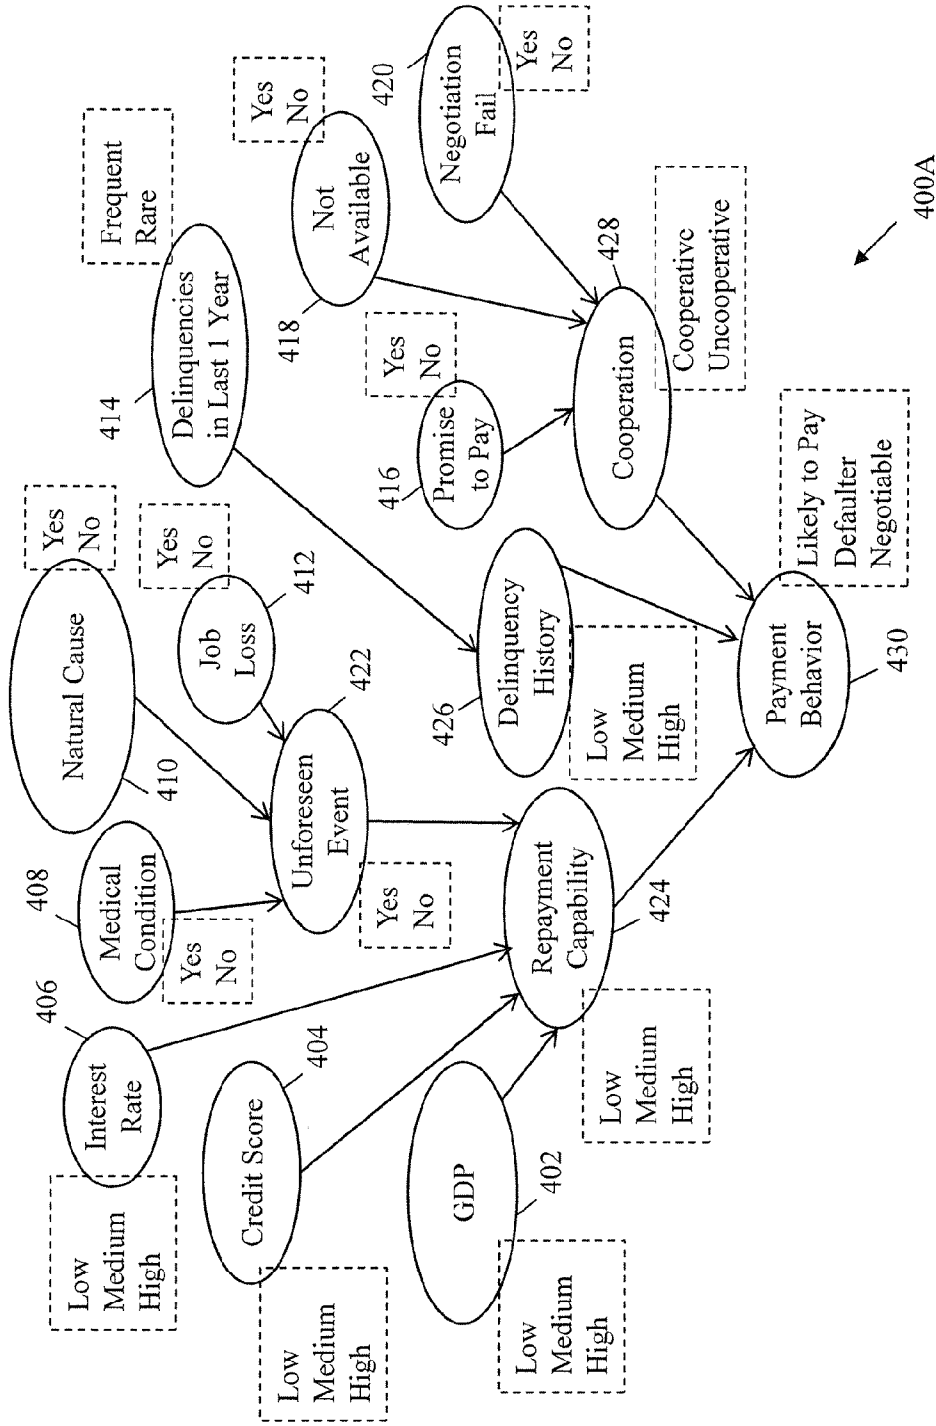 406
408
410
Natural Cause
Yes
No
Interest
Rate
Medical
Condition
Low
Medium
High
Yes
No
Yes
No
414
Delinquencies
in Last 1 Year
Frequent
Rare
Job
Loss
412
Credit Score
404
Unforeseen
Event
422
418
Not
Available
Yes
No
Low
Medium
High
Yes
No
416
Promise
to Pay
Yes
No
420
Negotiation
Fail
Yes
No
GDP
402
426
Delinquency
History
Low
Medium
High
Repayment
Capability
424
Low
Medium
High
Low
Medium
High
Cooperation
428
Cooperative
Uncooperative
Payment
Behavior
430
Likely to Pay
Defaulter
Negotiable
400A